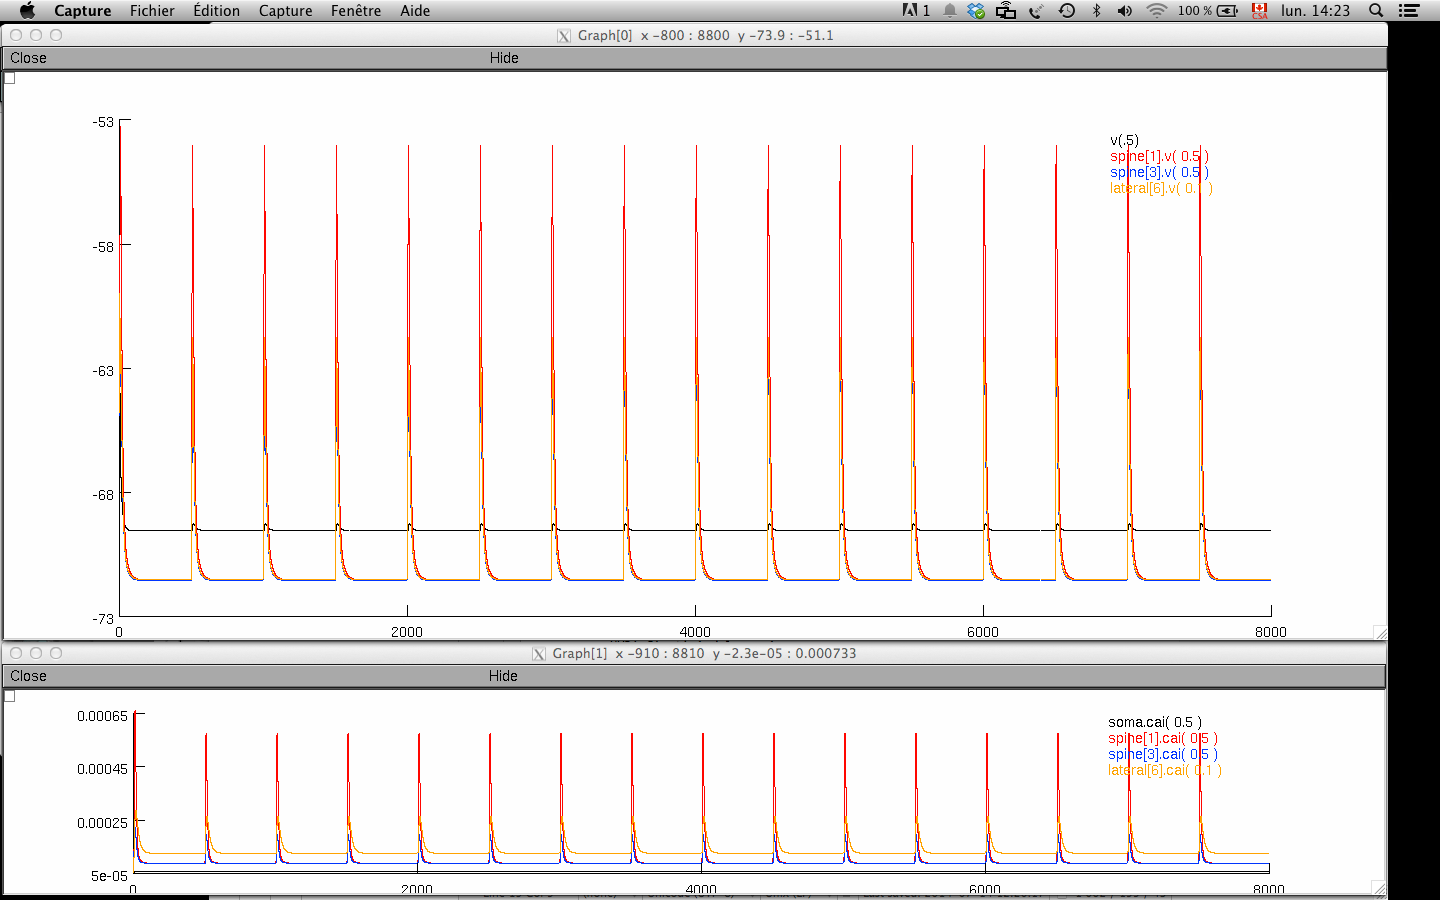 Capture Fichier Édition Capture Fenêtre Aide 1 100 % CSA lun. 14:23
Graph[0] x -800 : 8800 y -73.9 : -51.1
Close Hide
-53
v(.5)
spine[1].v( 0.5 )
spine[3].v( 0.5 )
lateral[6].v( 0.1 )
-58
-63
-68
-73
0 2000 4000 6000 8000
Graph[1] x -910 : 8810 y -2.3e-05 : 0.000733
Close Hide
0.00065
soma.cai( 0.5 )
spine[1].cai( 0.5 )
spine[3].cai( 0.5 )
lateral[6].cai( 0.1 )
0.00045
0.00025
5e-05
0 2000 4000 6000 8000